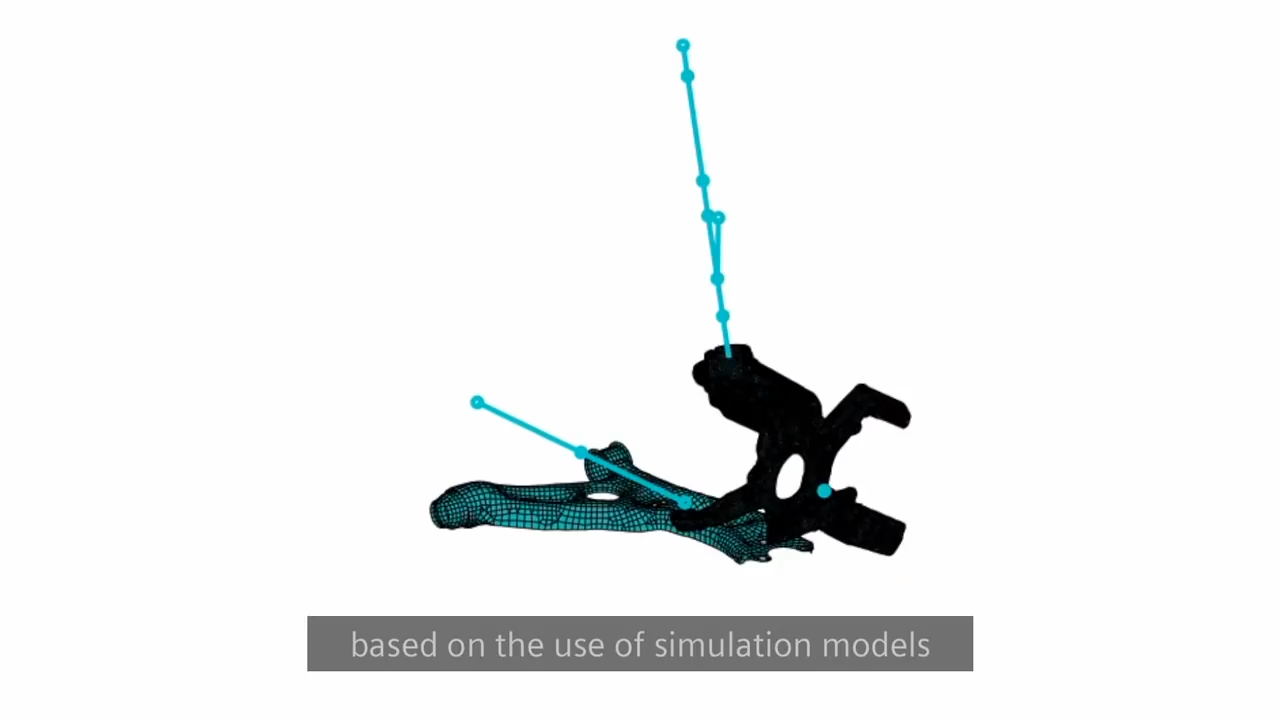 based on the use of simulation models